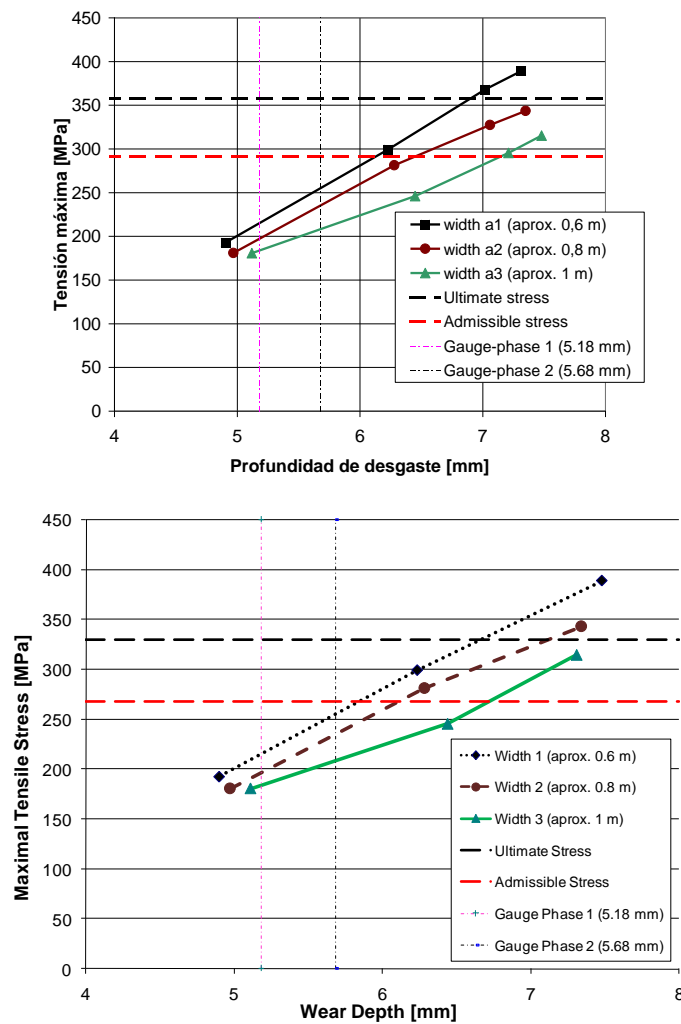 450
400
350
300
250
200
150
100
50
0
Tensión máxima [MPa]
width a1 (aprox. 0,6 m)
width a2 (aprox. 0,8 m)
width a3 (aprox. 1 m)
Ultimate stress
Admissible stress
Gauge-phase 1 (5.18 mm)
Gauge-phase 2 (5.68 mm)
4 5 6 7 8
Profundidad de desgaste [mm]
450
400
350
300
250
200
150
100
50
0
Maximal Tensile Stress [MPa]
Width 1 (aprox. 0.6 m)
Width 2 (aprox. 0.8 m)
Width 3 (aprox. 1 m)
Ultimate Stress
Admissible Stress
Gauge Phase 1 (5.18 mm)
Gauge Phase 2 (5.68 mm)
4 5 6 7 8
Wear Depth [mm]